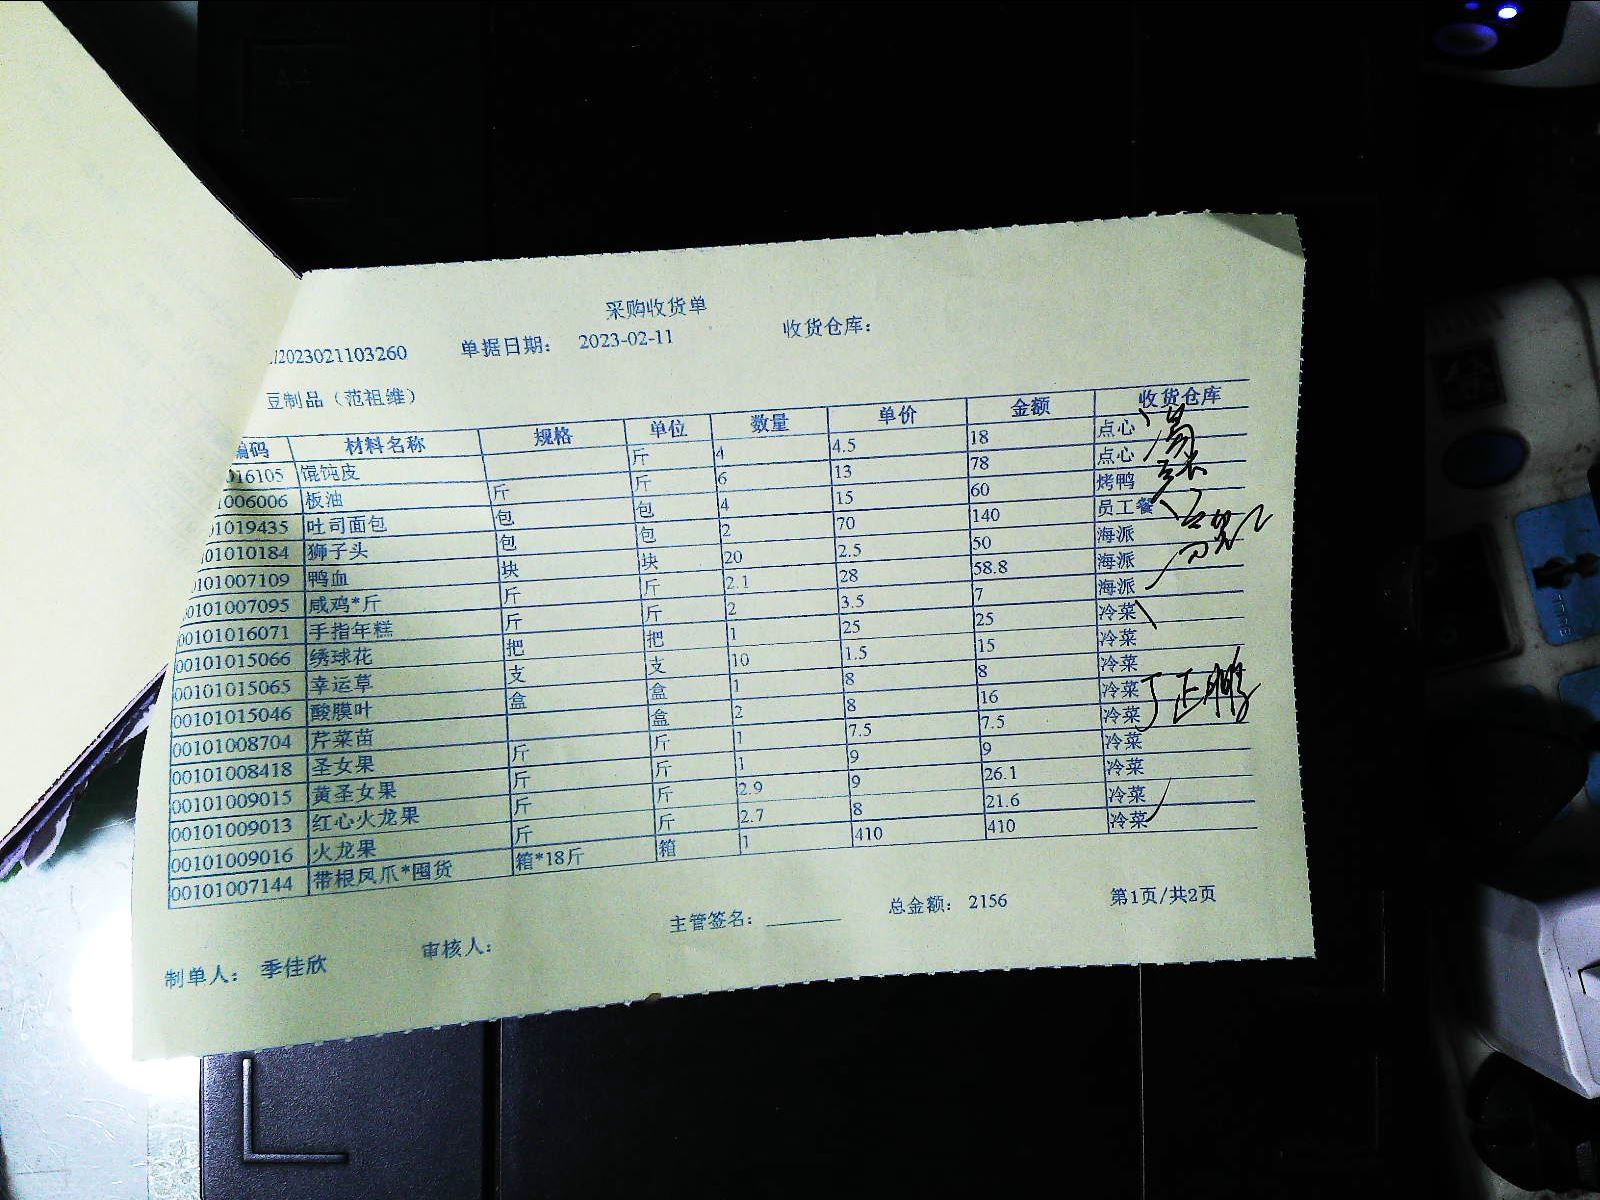 采购收货单
2023021103260 单据日期： 2023-02-11 收货仓库：
豆制品（范祖维）
编码 材料名称 规格 单位 数量 单价 金额 收货仓库
016105 馄饨皮 斤 4 4.5 18 点心
1006006 板油 斤 斤 6 13 78 点心
01019435 吐司面包 包 包 4 15 60 烤鸭
01010184 狮子头 包 包 2 70 140 员工餐
0101007109 鸭血 块 块 20 2.5 50 海派
00101007095 咸鸡*斤 斤 斤 2.1 28 58.8 海派
00101016071 手指年糕 斤 斤 2 3.5 7 海派
00101015066 绣球花 把 把 1 25 25 冷菜
00101015065 幸运草 支 支 10 1.5 15 冷菜
00101015046 酸膜叶 盒 盒 1 8 8 冷菜
00101008704 芹菜苗 盒 2 8 16 冷菜
00101008418 圣女果 斤 斤 1 7.5 7.5 冷菜
00101009015 黄圣女果 斤 斤 1 9 9 冷菜
00101009013 红心火龙果 斤 斤 2.9 9 26.1 冷菜
00101009016 火龙果 斤 斤 2.7 8 21.6 冷菜
00101007144 带根凤爪*囤货 箱*18斤 箱 1 410 410 冷菜
丁正鹏
主管签名： 总金额： 2156 第1页/共2页
制单人： 季佳欣 审核人：